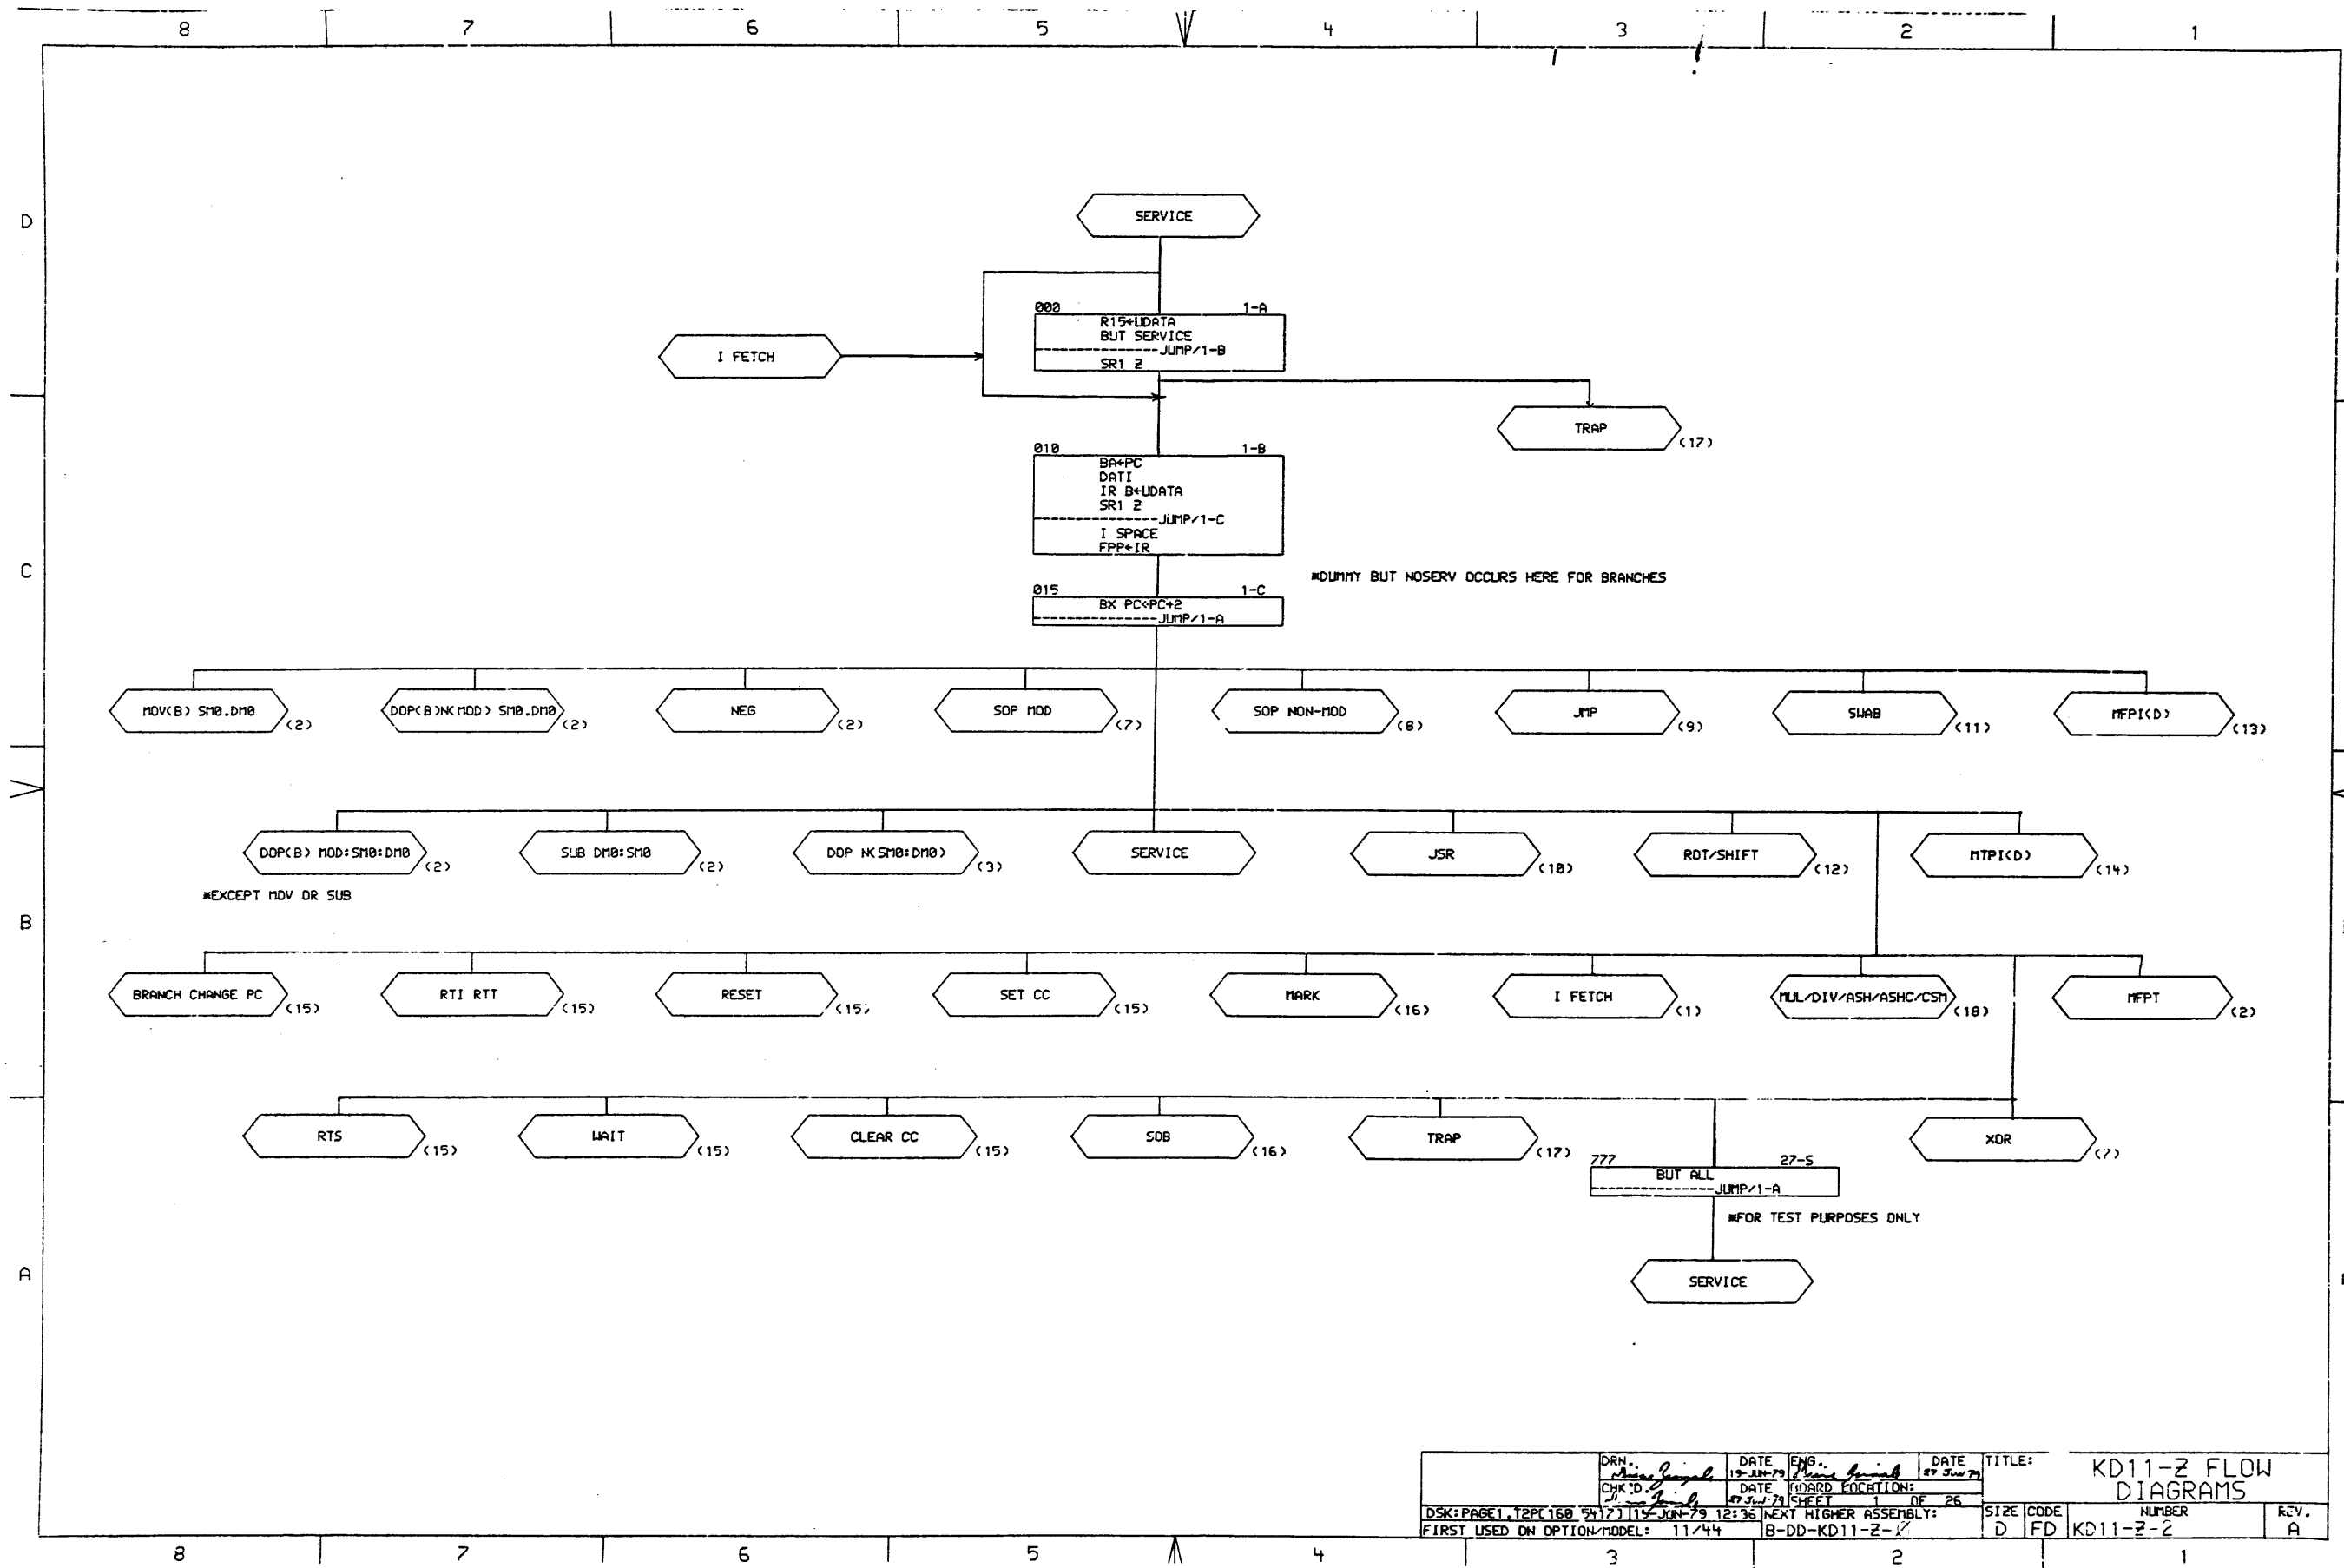 8 7 6 5 4 3 2 1
D
SERVICE
000 1-A
R15←UDATA
BUT SERVICE
---------------JUMP/1-B
SR1 Z
I FETCH
TRAP
(17)
010 1-B
BA←PC
DATI
IR B←UDATA
SR1 Z
---------------JUMP/1-C
I SPACE
FPP←IR
C
*DUMMY BUT NOSERV OCCURS HERE FOR BRANCHES
015 1-C
BX PC←PC+2
---------------JUMP/1-A
MOV(B) SM0.DM0 (2)
DOP(B)N(MOD) SM0.DM0 (2)
NEG (2)
SOP MOD (7)
SOP NON-MOD (8)
JMP (9)
SWAB (11)
MFPI(D) (13)
DOP(B) MOD:SM0:DM0 (2)
SUB DM0:SM0 (2)
DOP N(SM0:DM0) (3)
SERVICE
JSR (10)
ROT/SHIFT (12)
MTPI(D) (14)
*EXCEPT MOV OR SUB
B
BRANCH CHANGE PC (15)
RTI RTT (15)
RESET (15)
SET CC (15)
MARK (16)
I FETCH (1)
MUL/DIV/ASH/ASHC/CSM (18)
MFPT (2)
RTS (15)
WAIT (15)
CLEAR CC (15)
SOB (16)
TRAP (17)
XOR (7)
777 27-S
BUT ALL
---------------JUMP/1-A
*FOR TEST PURPOSES ONLY
A
SERVICE
DRN. DATE 19-JUN-79 ENG. DATE 27 Jun 79
CHK'D. DATE 27 Jun 79 BOARD LOCATION:
SHEET 1 OF 26
TITLE: KD11-Z FLOW
DIAGRAMS
DSK:PAGE1.T2P[160,5417] 19-JUN-79 12:36 NEXT HIGHER ASSEMBLY:
FIRST USED ON OPTION/MODEL: 11/44 B-DD-KD11-Z-
SIZE CODE NUMBER REV.
D FD KD11-Z-2 A
8 7 6 5 4 3 2 1